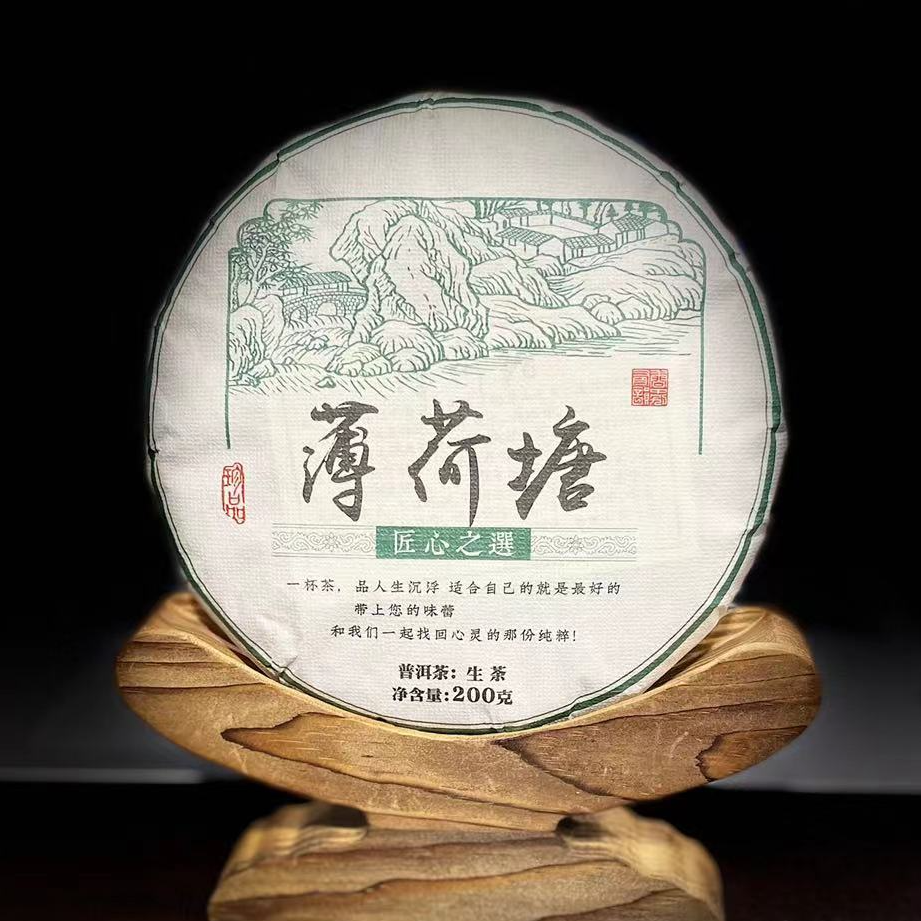 薄荷塘
珍品
匠心之選
一杯茶，品人生沉浮 适合自己的就是最好的
带上您的味蕾
和我们一起找回心灵的那份纯粹！
普洱茶：生 茶
净含量:200克